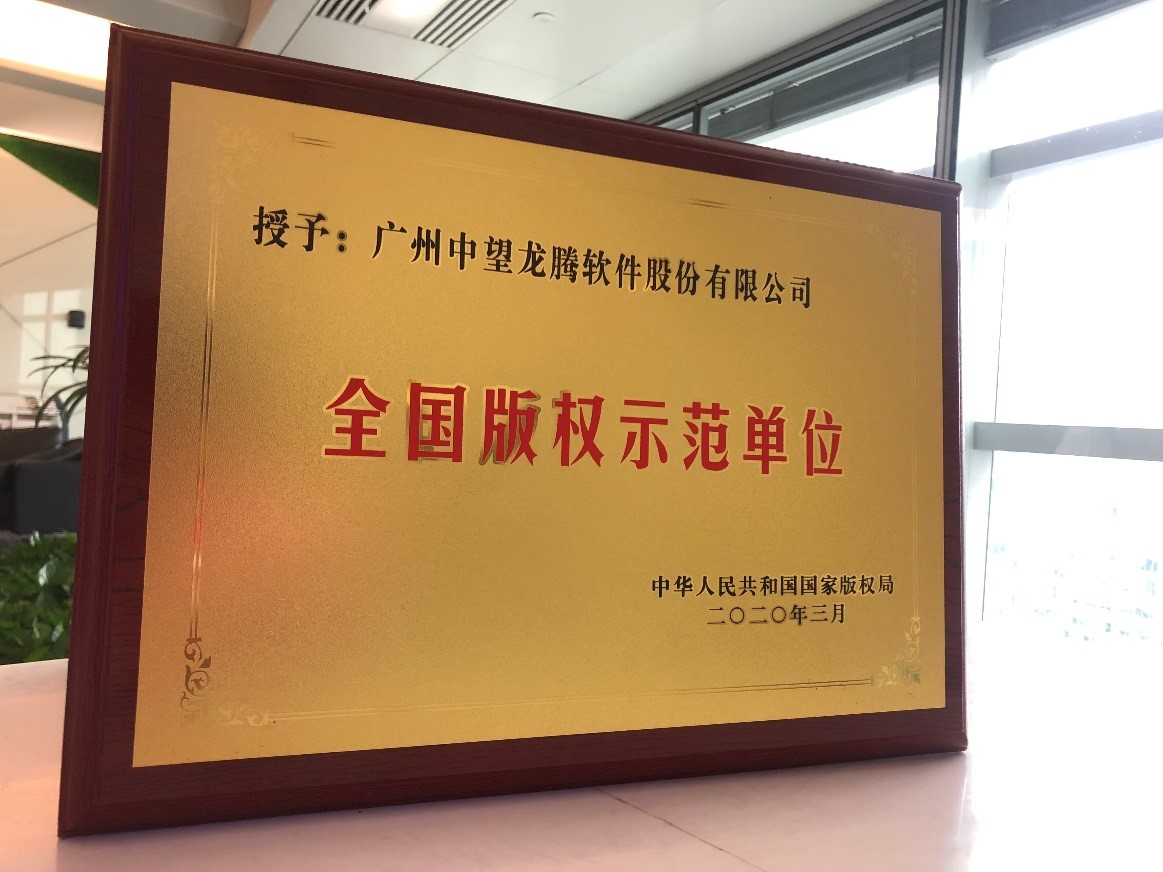 授予：广州中望龙腾软件股份有限公司
全国版权示范单位
中华人民共和国国家版权局
二〇二〇年三月